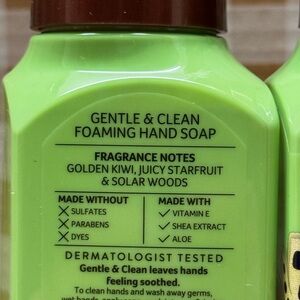 GENTLE & CLEAN
FOAMING HAND SOAP
FRAGRANCE NOTES
GOLDEN KIWI, JUICY STARFRUIT
& SOLAR WOODS
MADE WITHOUT
SULFATES
PARABENS
DYES
MADE WITH
VITAMIN E
SHEA EXTRACT
ALOE
DERMATOLOGIST TESTED
Gentle & Clean leaves hands
feeling soothed.
To clean hands and wash away germs,
wet hands,